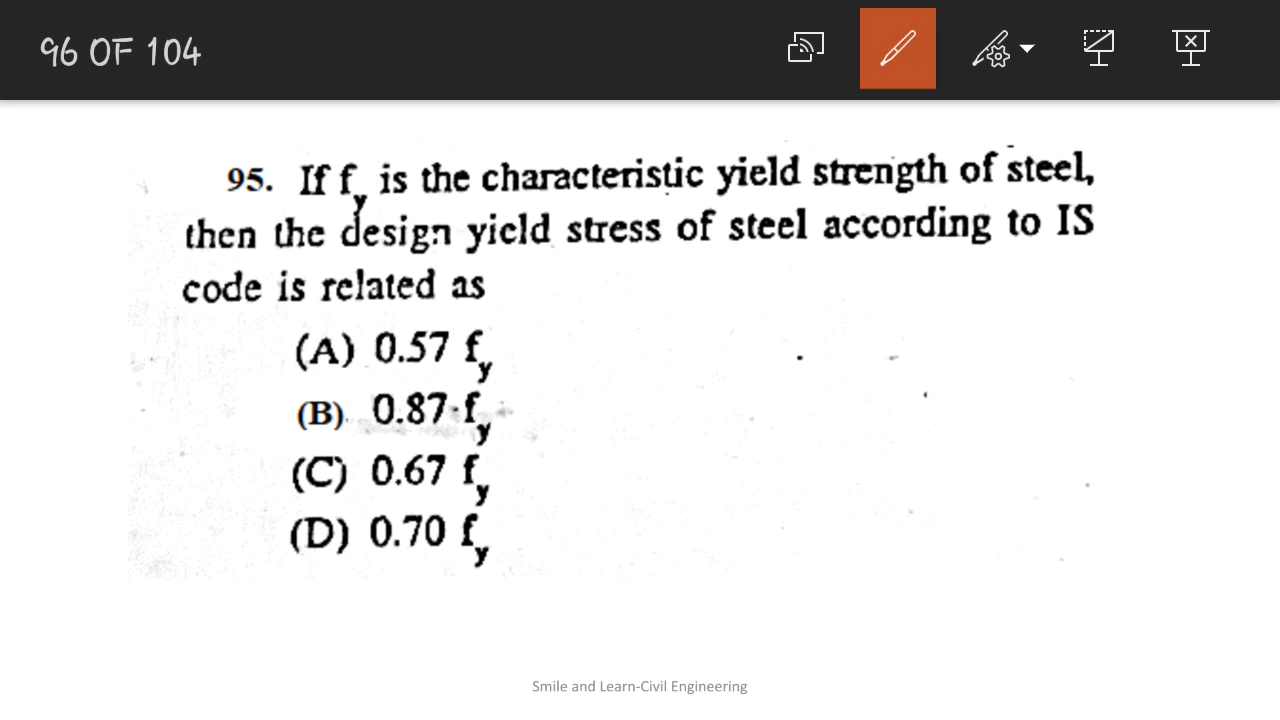 96 OF 104
95. If fy is the characteristic yield strength of steel,
then the design yield stress of steel according to IS
code is related as
(A) 0.57 fy
(B) 0.87 fy
(C) 0.67 fy
(D) 0.70 fy
Smile and Learn-Civil Engineering